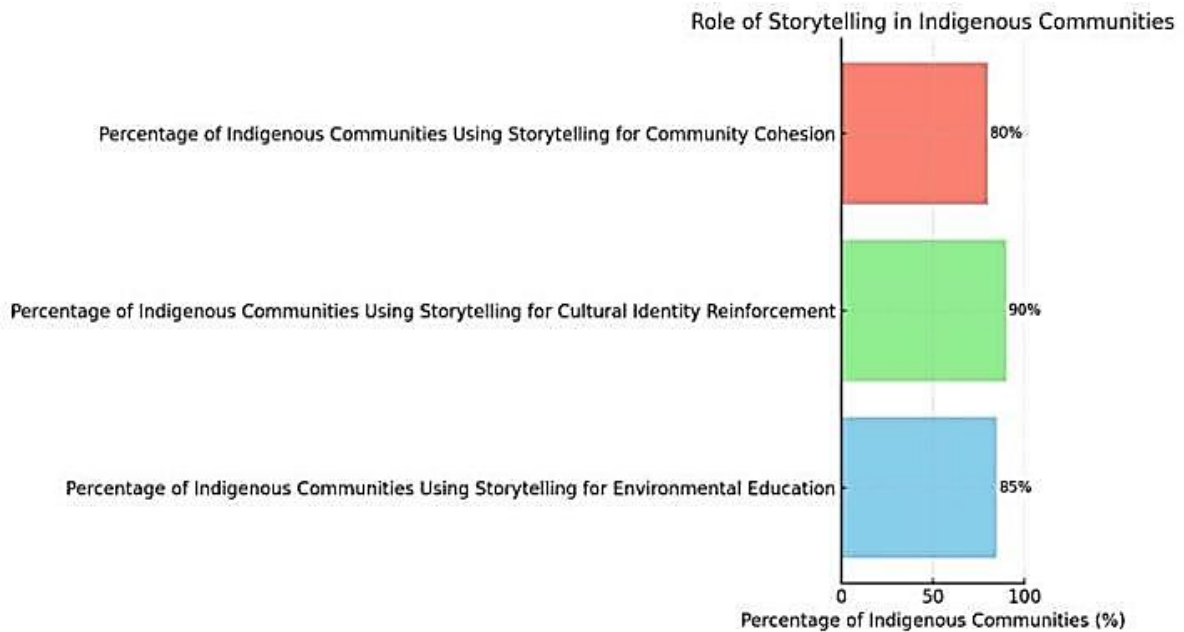 Role of Storytelling in Indigenous Communities
Percentage of Indigenous Communities Using Storytelling for Community Cohesion
80%
Percentage of Indigenous Communities Using Storytelling for Cultural Identity Reinforcement
90%
Percentage of Indigenous Communities Using Storytelling for Environmental Education
85%
0 50 100
Percentage of Indigenous Communities (%)